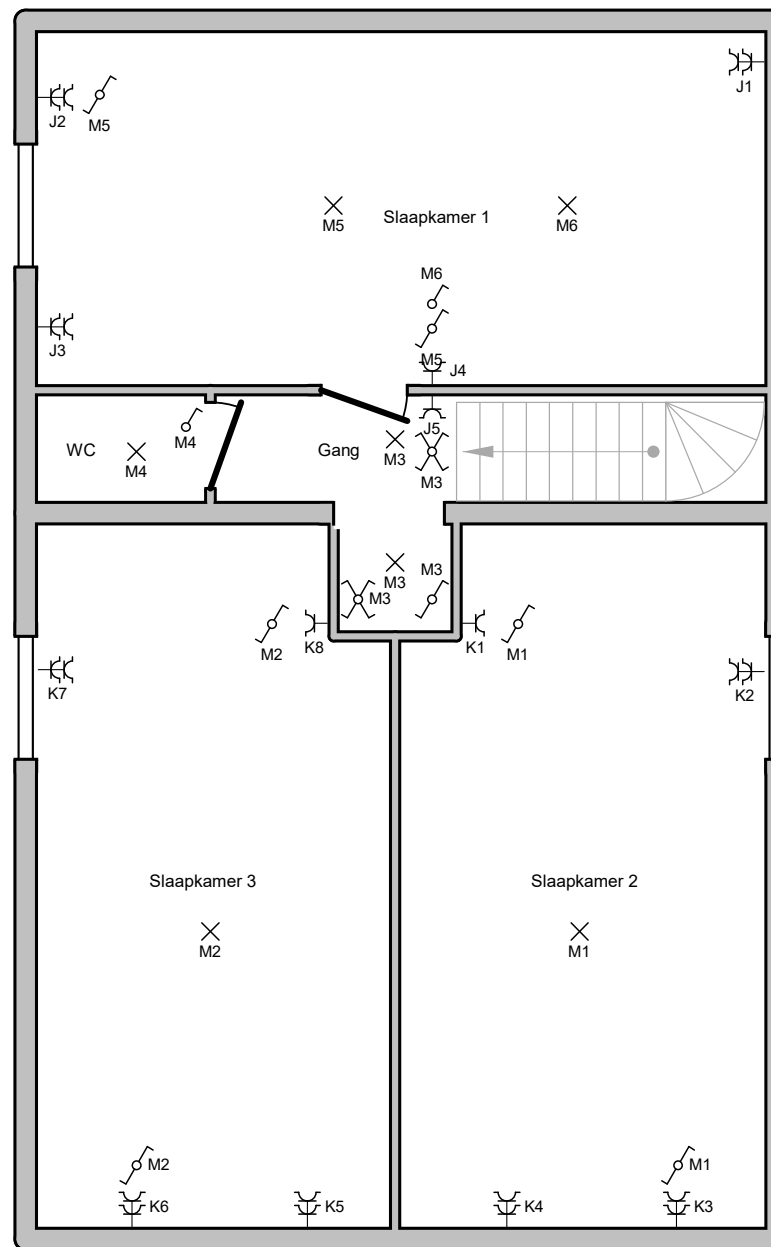 J1
J2
M5
M5
Slaapkamer 1
M6
M6
J3
M5
J4
J5
M4
WC
M4
Gang
M3
M3
M3
M3
M3
M2
K8
K1
M1
K7
K2
Slaapkamer 3
Slaapkamer 2
M2
M1
M2
M1
K6
K5
K4
K3